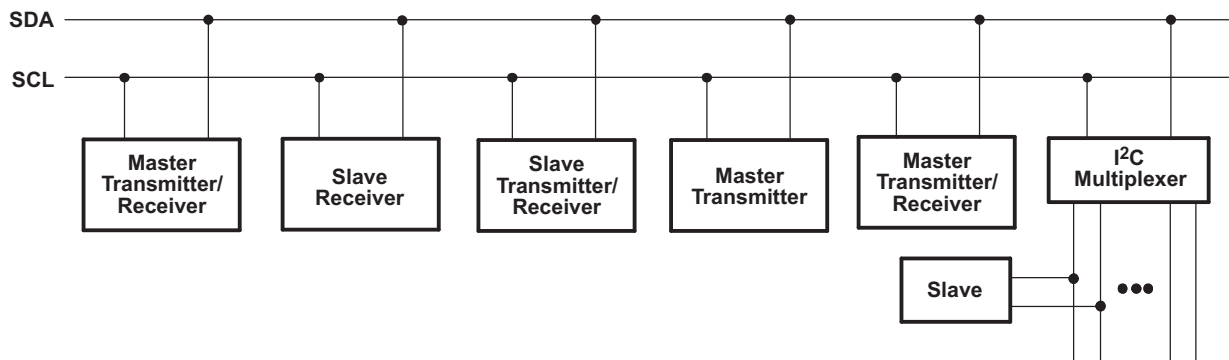 SDA
SCL
Master
Transmitter/
Receiver
Slave
Receiver
Slave
Transmitter/
Receiver
Master
Transmitter
Master
Transmitter/
Receiver
I²C
Multiplexer
Slave